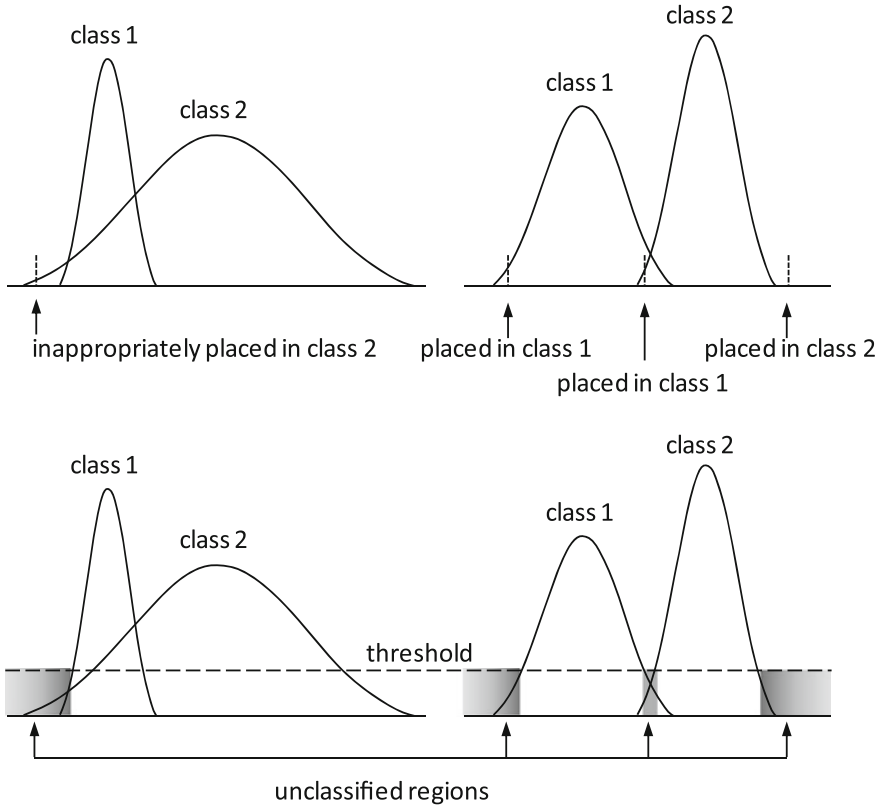 class 2
class 1
class 1
class 2
inappropriately placed in class 2
placed in class 1
placed in class 2
placed in class 1
class 2
class 1
class 1
class 2
threshold
unclassified regions